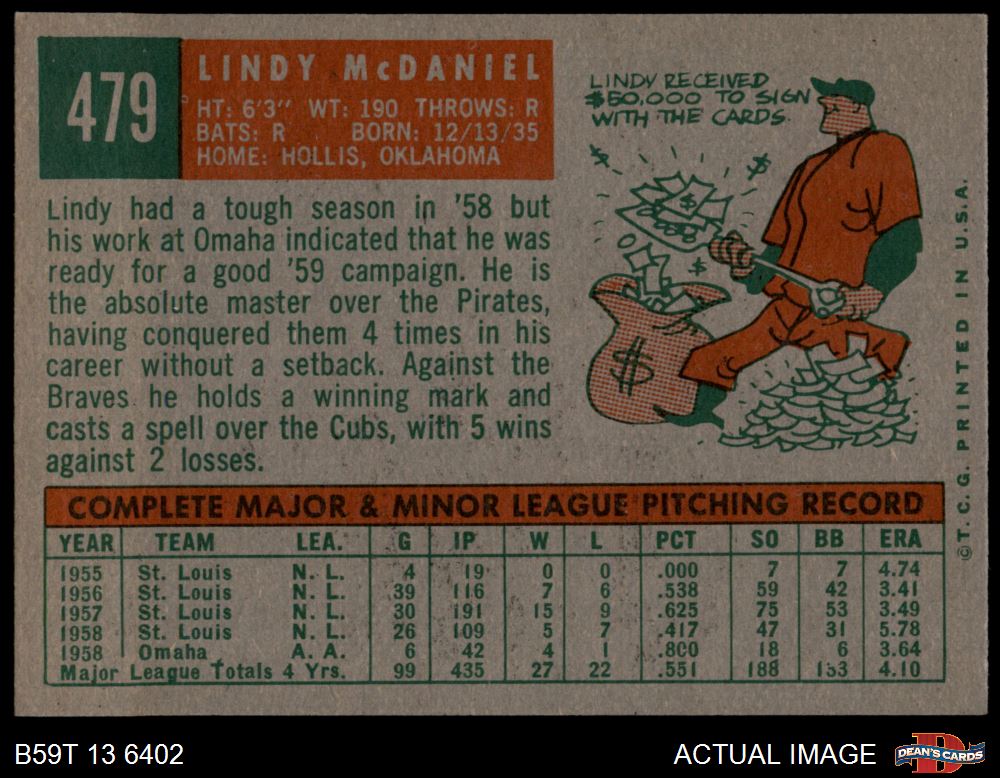 479
LINDY McDANIEL
HT: 6'3" WT: 190 THROWS: R
BATS: R BORN: 12/13/35
HOME: HOLLIS, OKLAHOMA
LINDY RECEIVED
$50,000 TO SIGN
WITH THE CARDS.
Lindy had a tough season in '58 but
his work at Omaha indicated that he was
ready for a good '59 campaign. He is
the absolute master over the Pirates,
having conquered them 4 times in his
career without a setback. Against the
Braves he holds a winning mark and
casts a spell over the Cubs, with 5 wins
against 2 losses.
$ $ $ $
$
COMPLETE MAJOR & MINOR LEAGUE PITCHING RECORD
YEAR TEAM LEA. G IP W L PCT SO BB ERA
1955 St. Louis N. L. 4 19 0 0 .000 7 7 4.74
1956 St. Louis N. L. 39 116 7 6 .538 59 42 3.41
1957 St. Louis N. L. 30 191 15 9 .625 75 53 3.49
1958 St. Louis N. L. 26 109 5 7 .417 47 31 5.78
1958 Omaha A. A. 6 42 4 1 .800 18 6 3.64
Major League Totals 4 Yrs. 99 435 27 22 .551 188 133 4.10
©T.C.G. PRINTED IN U.S.A.
B59T 13 6402
ACTUAL IMAGE
D
DEAN'S CARDS